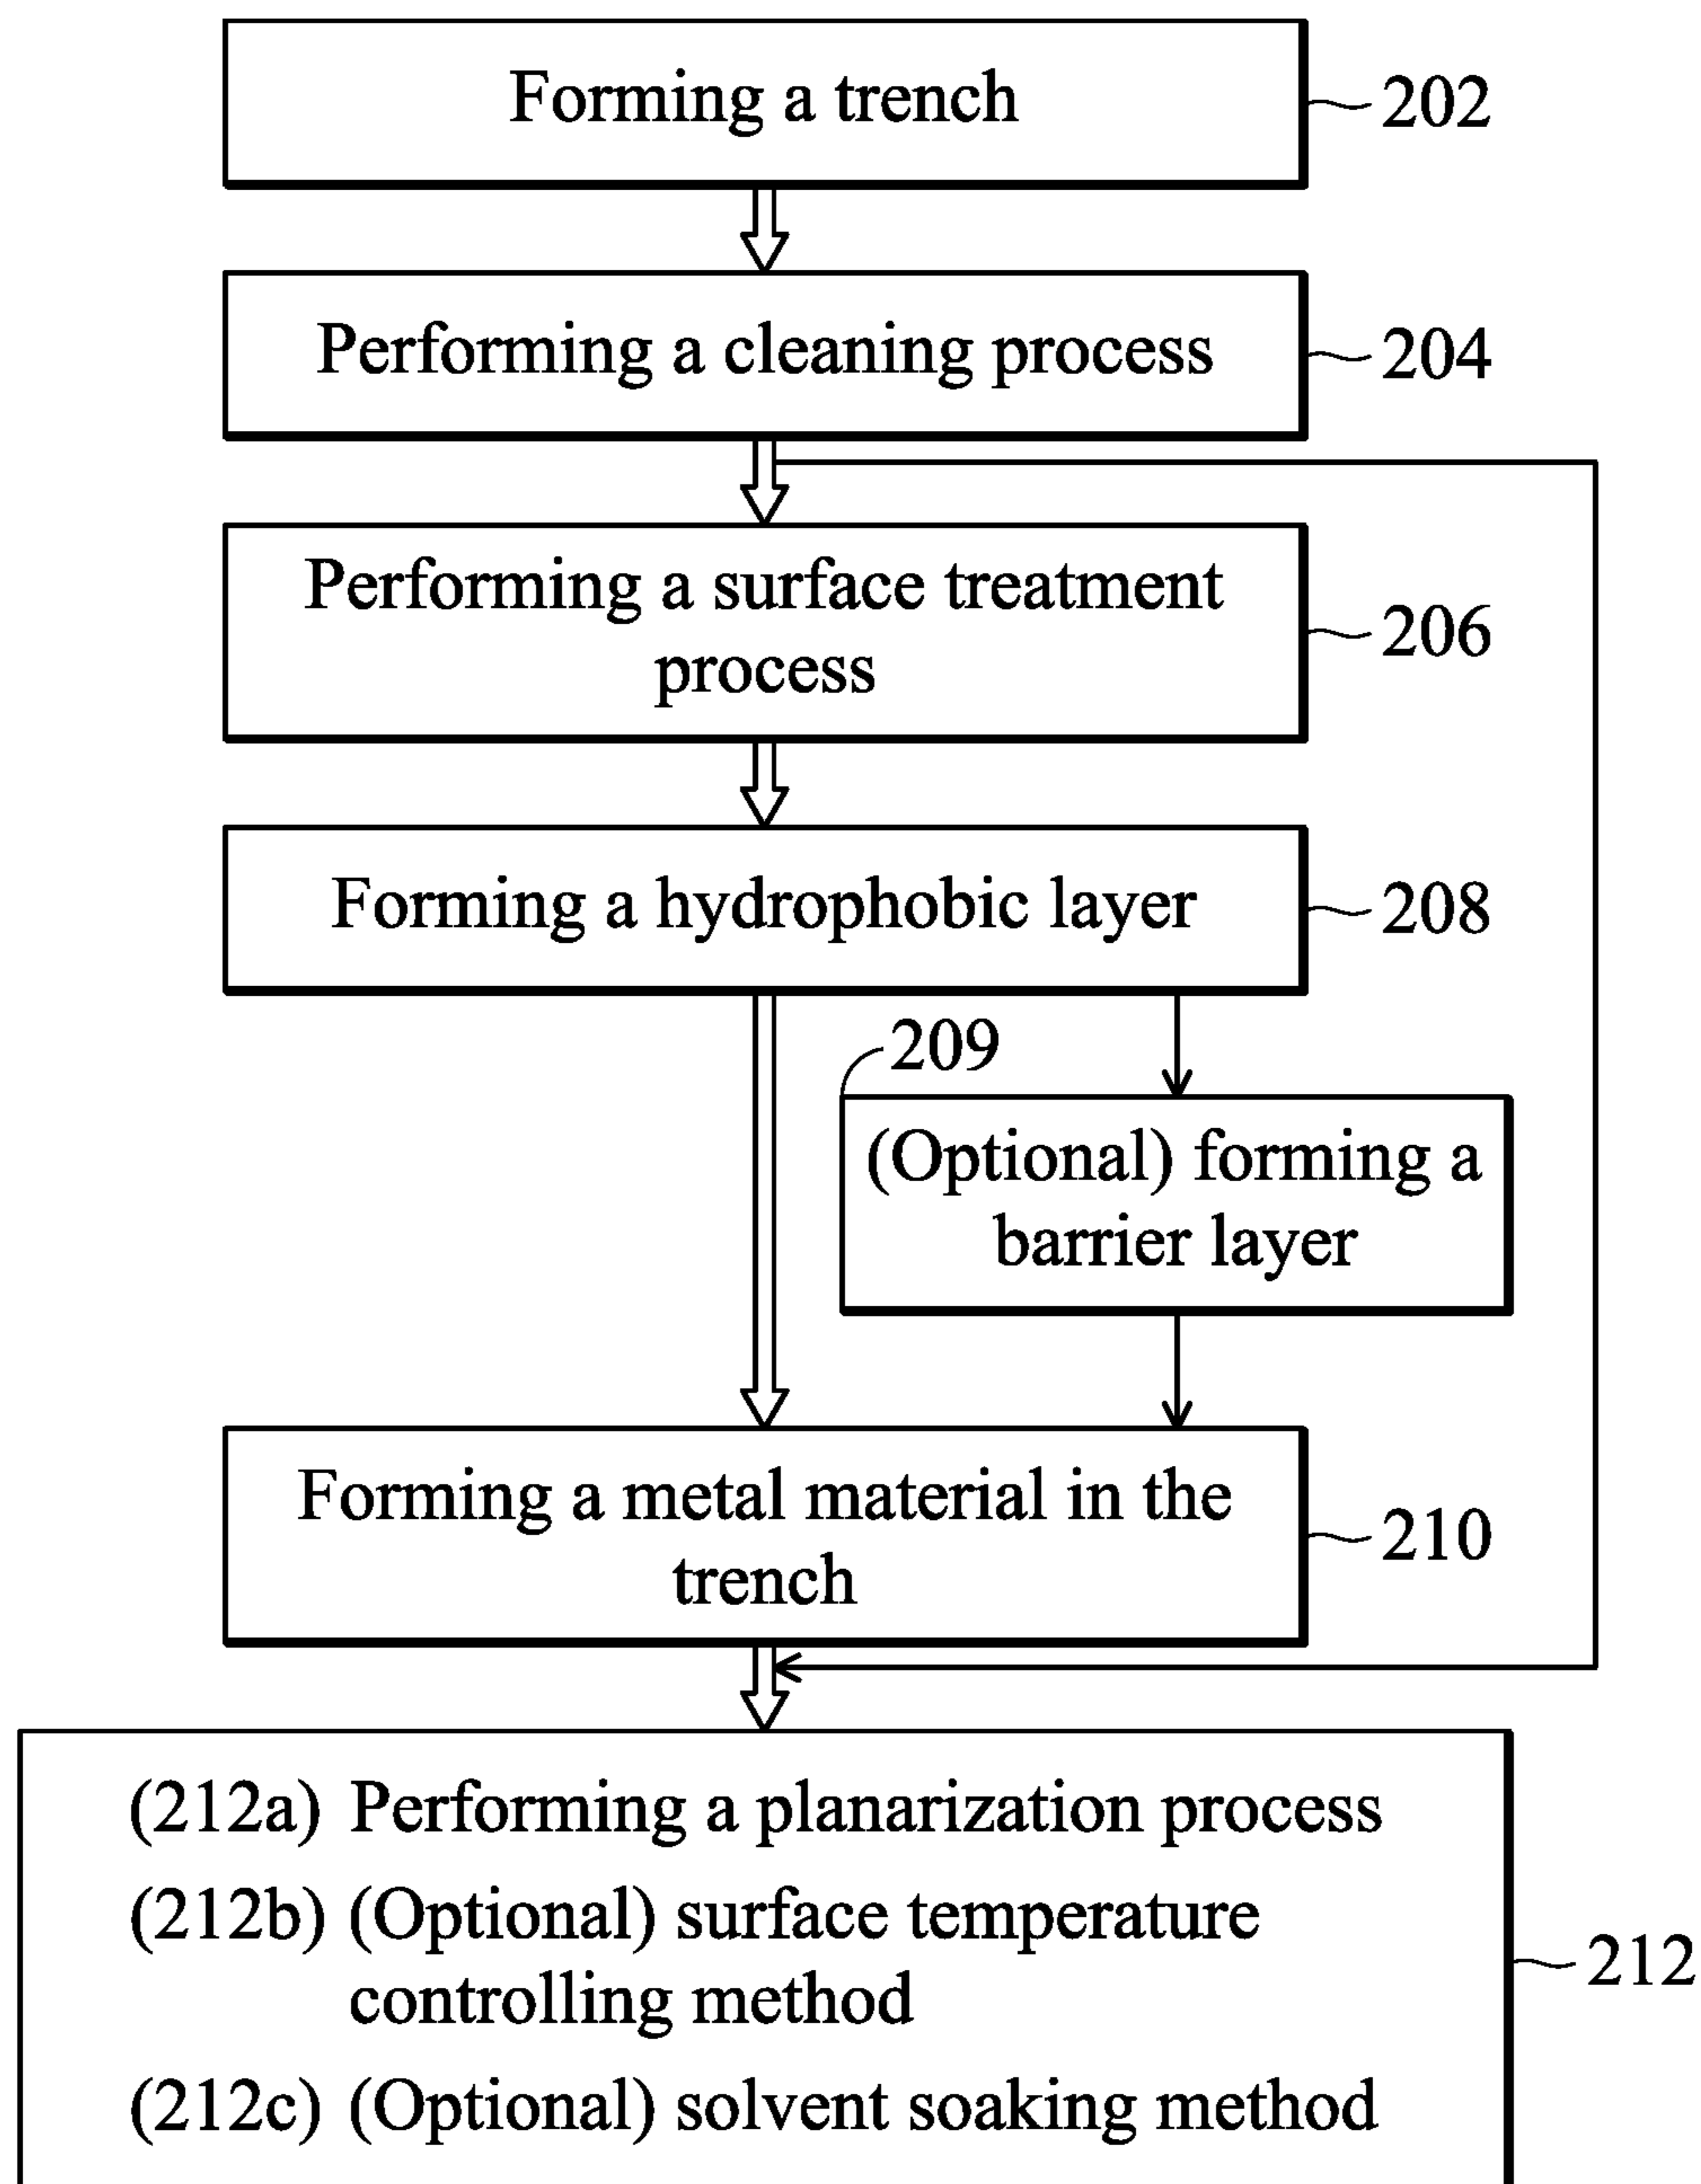 Forming a trench
202
Performing a cleaning process
204
Performing a surface treatment
process
206
Forming a hydrophobic layer
208
209
(Optional) forming a
barrier layer
Forming a metal material in the
trench
210
(212a) Performing a planarization process
(212b) (Optional) surface temperature
controlling method
(212c) (Optional) solvent soaking method
212